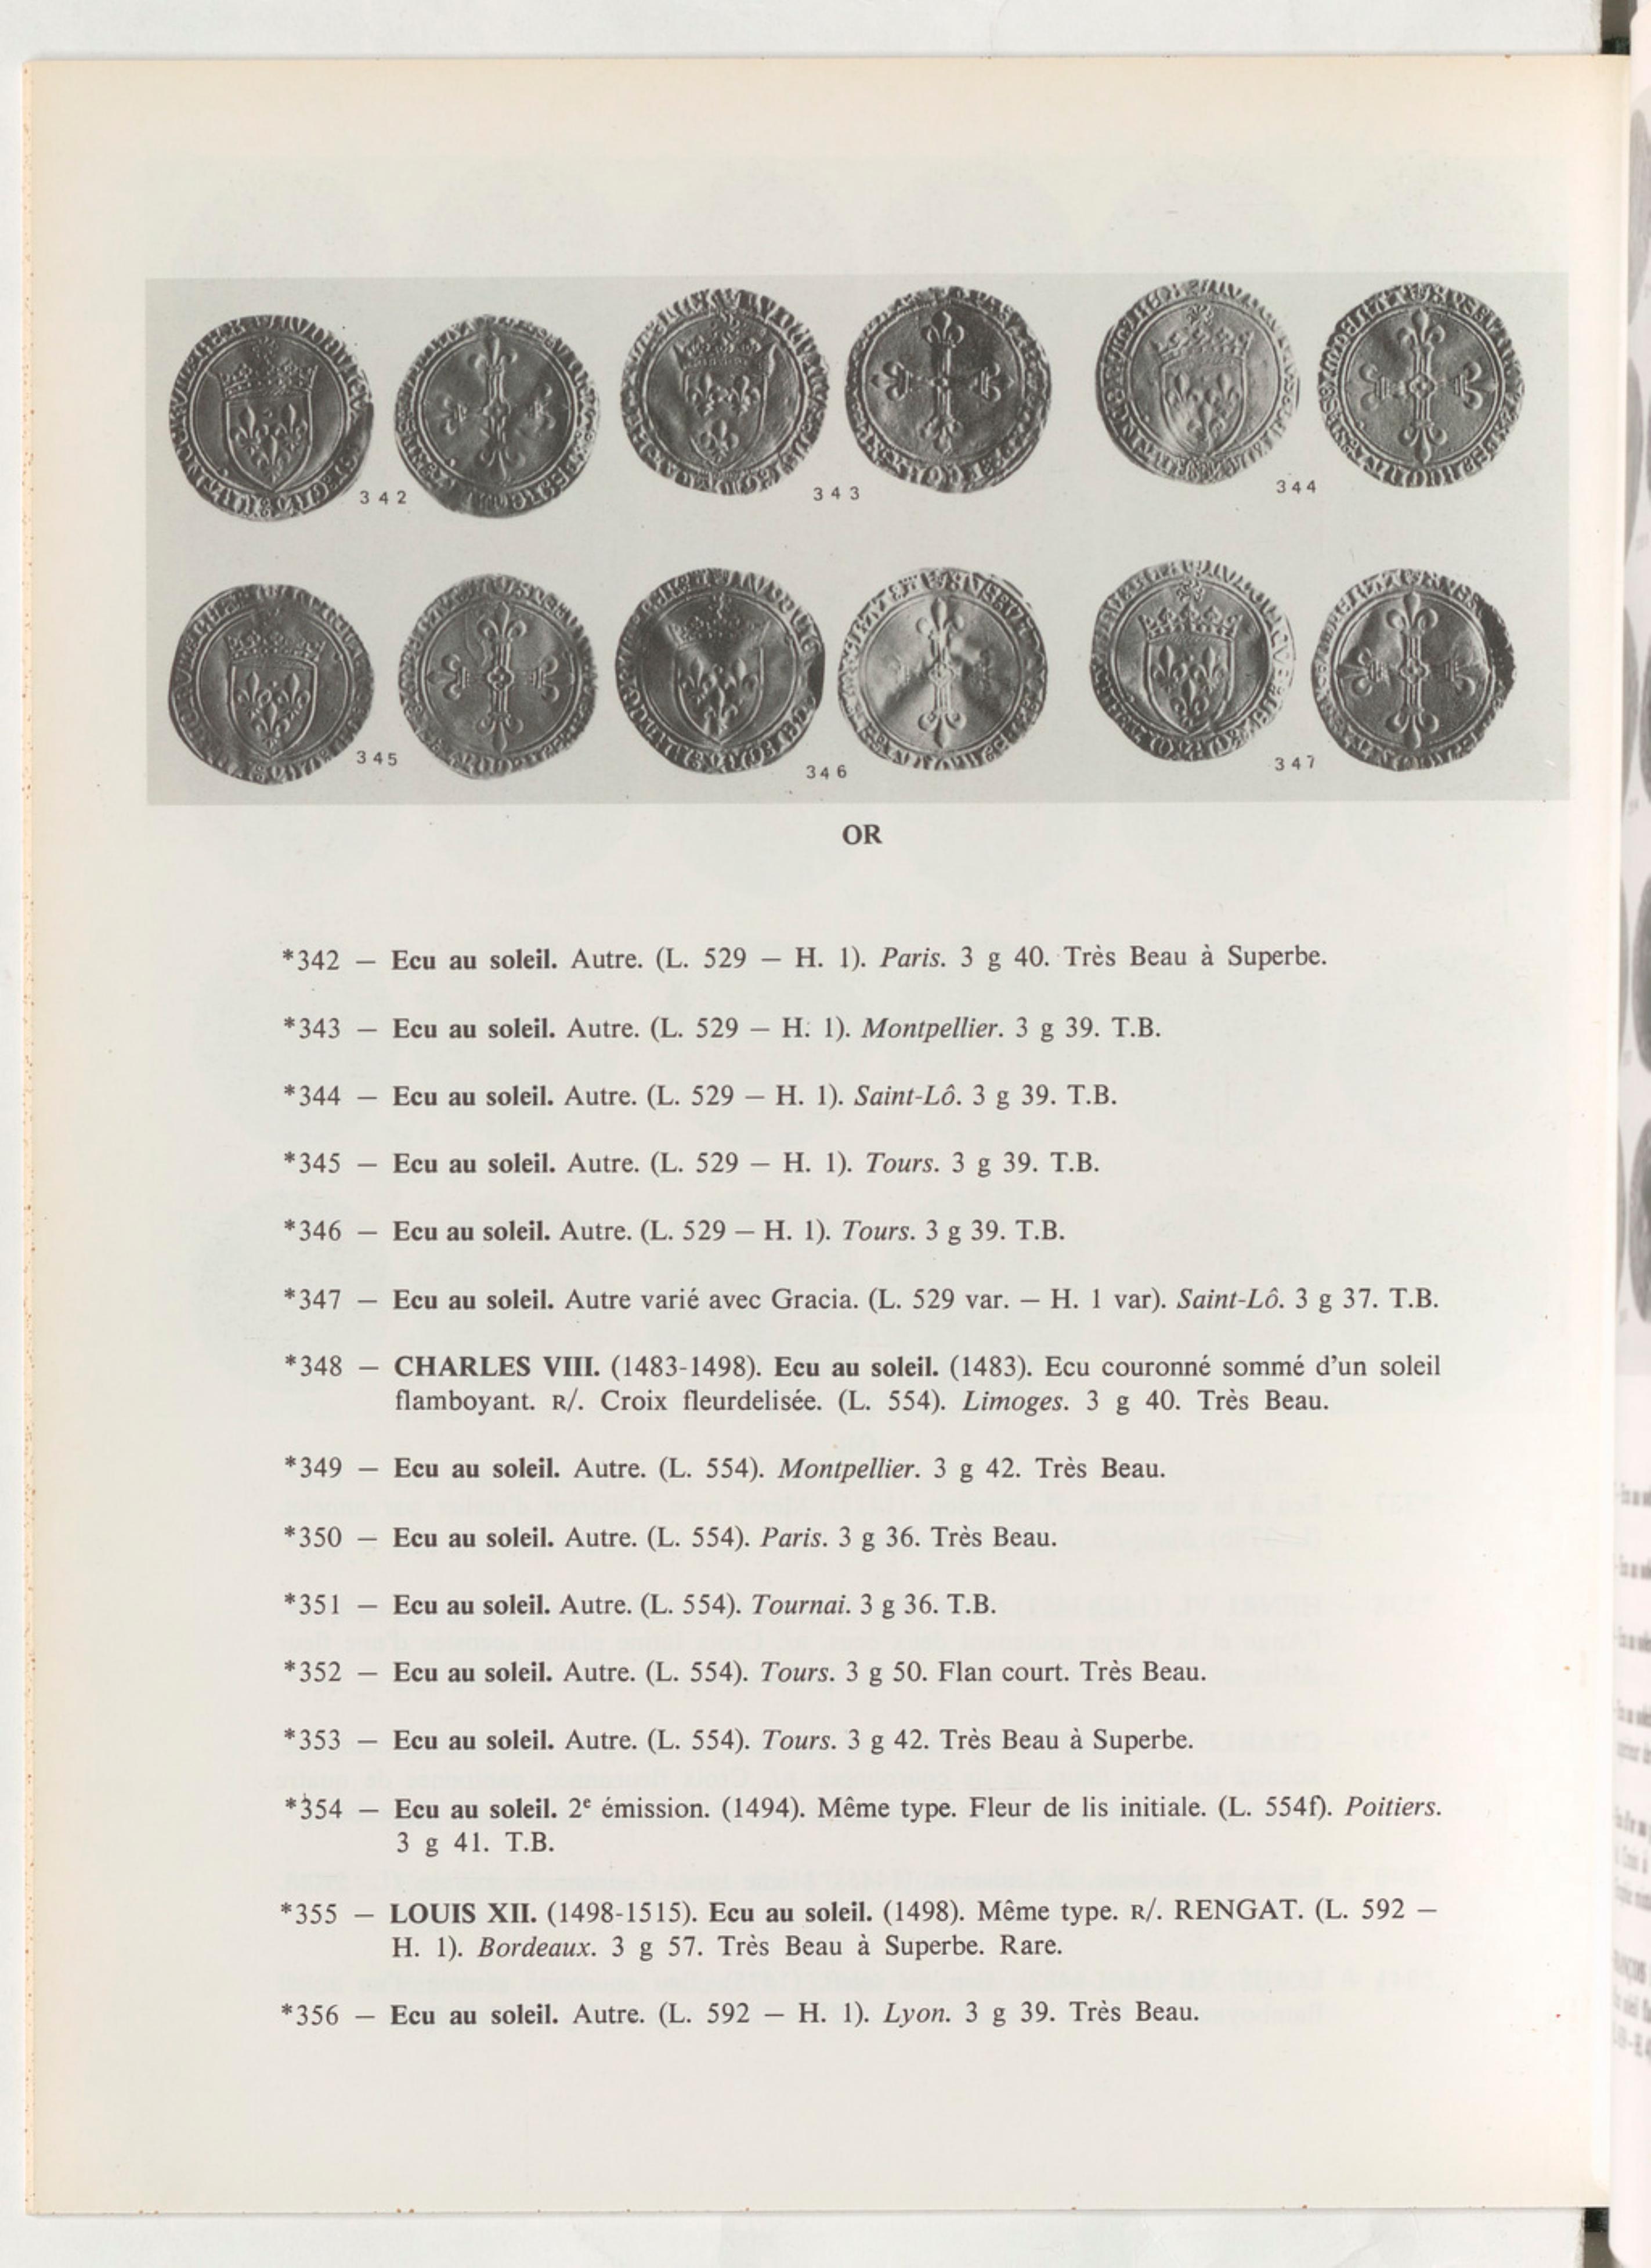 342
343
344
345
346
347
OR
*342 — Ecu au soleil. Autre. (L. 529 — H. 1). Paris. 3 g 40. Très Beau à Superbe.
*343 — Ecu au soleil. Autre. (L. 529 — H. 1). Montpellier. 3 g 39. T.B.
*344 — Ecu au soleil. Autre. (L. 529 — H. 1). Saint-Lô. 3 g 39. T.B.
*345 — Ecu au soleil. Autre. (L. 529 — H. 1). Tours. 3 g 39. T.B.
*346 — Ecu au soleil. Autre. (L. 529 — H. 1). Tours. 3 g 39. T.B.
*347 — Ecu au soleil. Autre varié avec Gracia. (L. 529 var. — H. 1 var). Saint-Lô. 3 g 37. T.B.
*348 — CHARLES VIII. (1483-1498). Ecu au soleil. (1483). Ecu couronné sommé d'un soleil
flamboyant. R/. Croix fleurdelisée. (L. 554). Limoges. 3 g 40. Très Beau.
*349 — Ecu au soleil. Autre. (L. 554). Montpellier. 3 g 42. Très Beau.
*350 — Ecu au soleil. Autre. (L. 554). Paris. 3 g 36. Très Beau.
*351 — Ecu au soleil. Autre. (L. 554). Tournai. 3 g 36. T.B.
*352 — Ecu au soleil. Autre. (L. 554). Tours. 3 g 50. Flan court. Très Beau.
*353 — Ecu au soleil. Autre. (L. 554). Tours. 3 g 42. Très Beau à Superbe.
*354 — Ecu au soleil. 2e émission. (1494). Même type. Fleur de lis initiale. (L. 554f). Poitiers.
3 g 41. T.B.
*355 — LOUIS XII. (1498-1515). Ecu au soleil. (1498). Même type. R/. RENGAT. (L. 592 —
H. 1). Bordeaux. 3 g 57. Très Beau à Superbe. Rare.
*356 — Ecu au soleil. Autre. (L. 592 — H. 1). Lyon. 3 g 39. Très Beau.